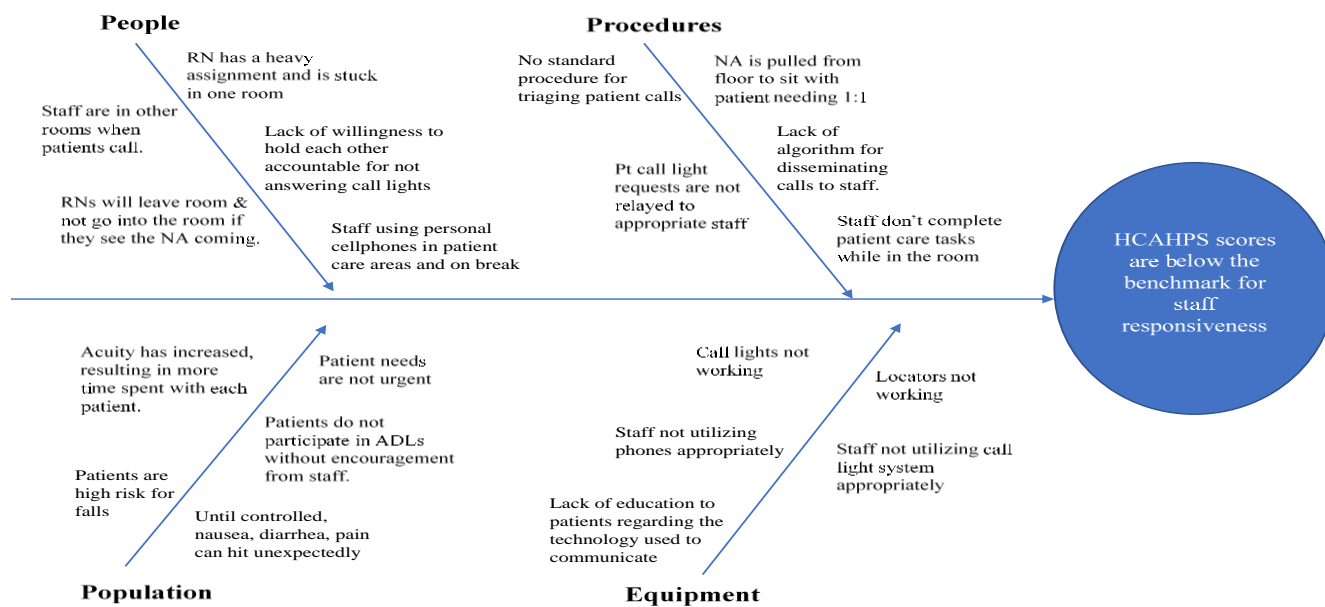 People
RN has a heavy
assignment and is stuck
in one room
Staff are in other
rooms when
patients call.
Lack of willingness to
hold each other
accountable for not
answering call lights
RNs will leave room &
not go into the room if
they see the NA coming.
Staff using personal
cellphones in patient
care areas and on break
Procedures
No standard
procedure for
triaging patient calls
NA is pulled from
floor to sit with
patient needing 1:1
Lack of
algorithm for
disseminating
calls to staff.
Pt call light
requests are not
relayed to
appropriate staff
Staff don’t complete
patient care tasks
while in the room
HCAHPS scores
are below the
benchmark for
staff
responsiveness
Acuity has increased,
resulting in more
time spent with each
patient.
Patient needs
are not urgent
Patients do not
participate in ADLs
without encouragement
from staff.
Patients are
high risk for
falls
Until controlled,
nausea, diarrhea, pain
can hit unexpectedly
Population
Call lights not
working
Locators not
working
Staff not utilizing
phones appropriately
Staff not utilizing call
light system
appropriately
Lack of education to
patients regarding the
technology used to
communicate
Equipment